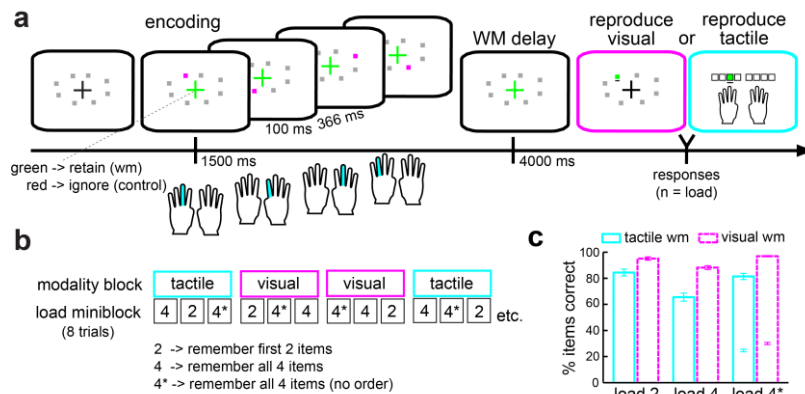 a
encoding
WM delay
reproduce visual
or
reproduce tactile
100 ms
366 ms
green -> retain (wm)
red -> ignore (control)
1500 ms
4000 ms
responses
(n = load)
b
modality block
tactile
visual
visual
tactile
load miniblock
(8 trials)
4 2 4* 2 4* 4 4* 4 2 4 4* 2 etc.
2 -> remember first 2 items
4 -> remember all 4 items
4* -> remember all 4 items (no order)
c
tactile wm
visual wm
% items correct
100
80
60
40
20
0
load 2
load 4
load 4*